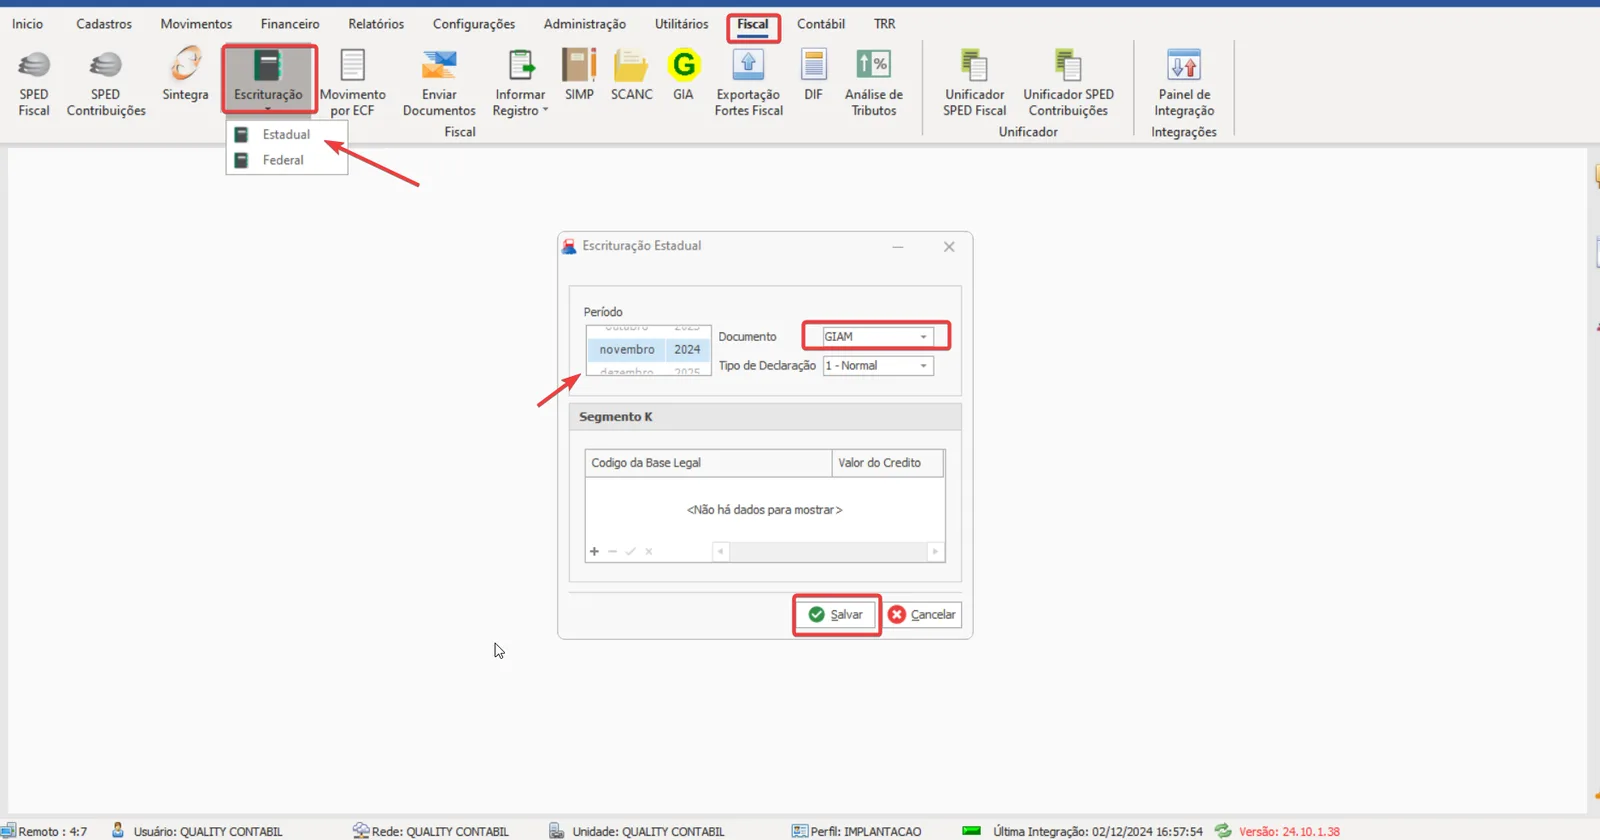 Inicio Cadastros Movimentos Financeiro Relatórios Configurações Administração Utilitários Fiscal Contábil TRR
SPED Fiscal
SPED Contribuições
Sintegra
Escrituração
Movimento por ECF
Enviar Documentos
Informar Registro
SIMP
SCANC
G
GIA
Exportação Fortes Fiscal
DIF
%
Análise de Tributos
Fiscal
Unificador SPED Fiscal
Unificador SPED Contribuições
Unificador
Painel de Integração
Integrações
Estadual
Federal
Escrituração Estadual
Período
outubro 2023
novembro 2024
dezembro 2025
Documento GIAM
Tipo de Declaração 1 - Normal
Segmento K
Codigo da Base Legal Valor do Credito
<Não há dados para mostrar>
Salvar Cancelar
Remoto : 4:7 Usuário: QUALITY CONTABIL Rede: QUALITY CONTABIL Unidade: QUALITY CONTABIL Perfil: IMPLANTACAO Última Integração: 02/12/2024 16:57:54 Versão: 24.10.1.38